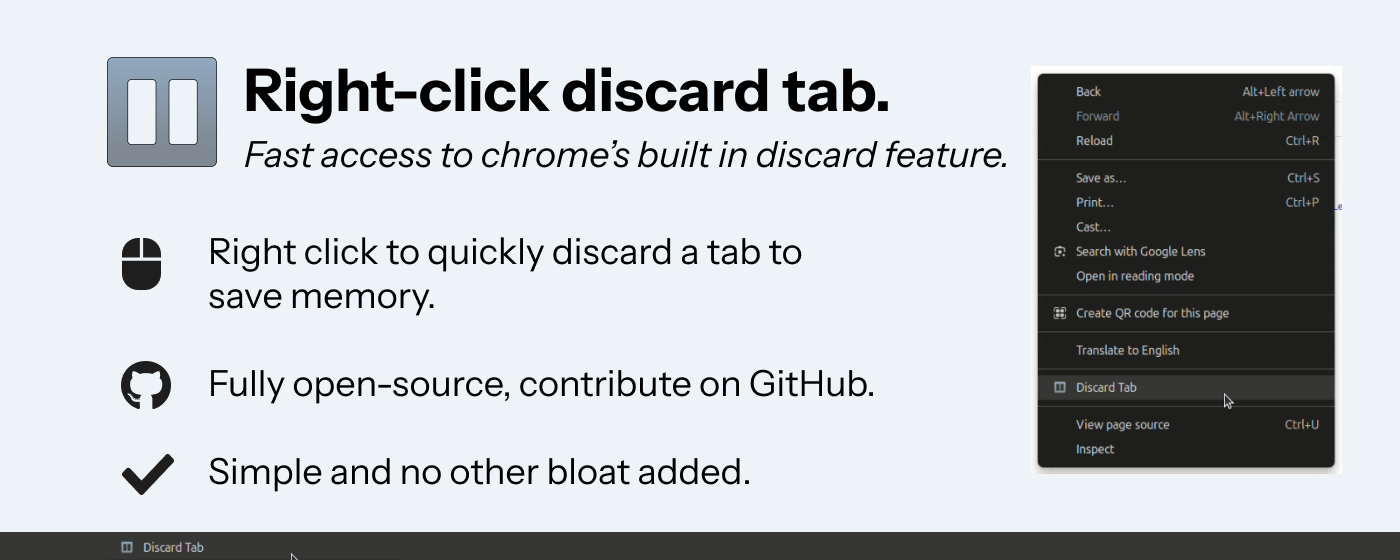 Right-click discard tab.
Fast access to chrome’s built in discard feature.
Right click to quickly discard a tab to
save memory.
Fully open-source, contribute on GitHub.
Simple and no other bloat added.
Back Alt+Left arrow
Forward Alt+Right Arrow
Reload Ctrl+R
Save as... Ctrl+S
Print... Ctrl+P
Cast...
Search with Google Lens
Open in reading mode
Create QR code for this page
Translate to English
Discard Tab
View page source Ctrl+U
Inspect
Discard Tab